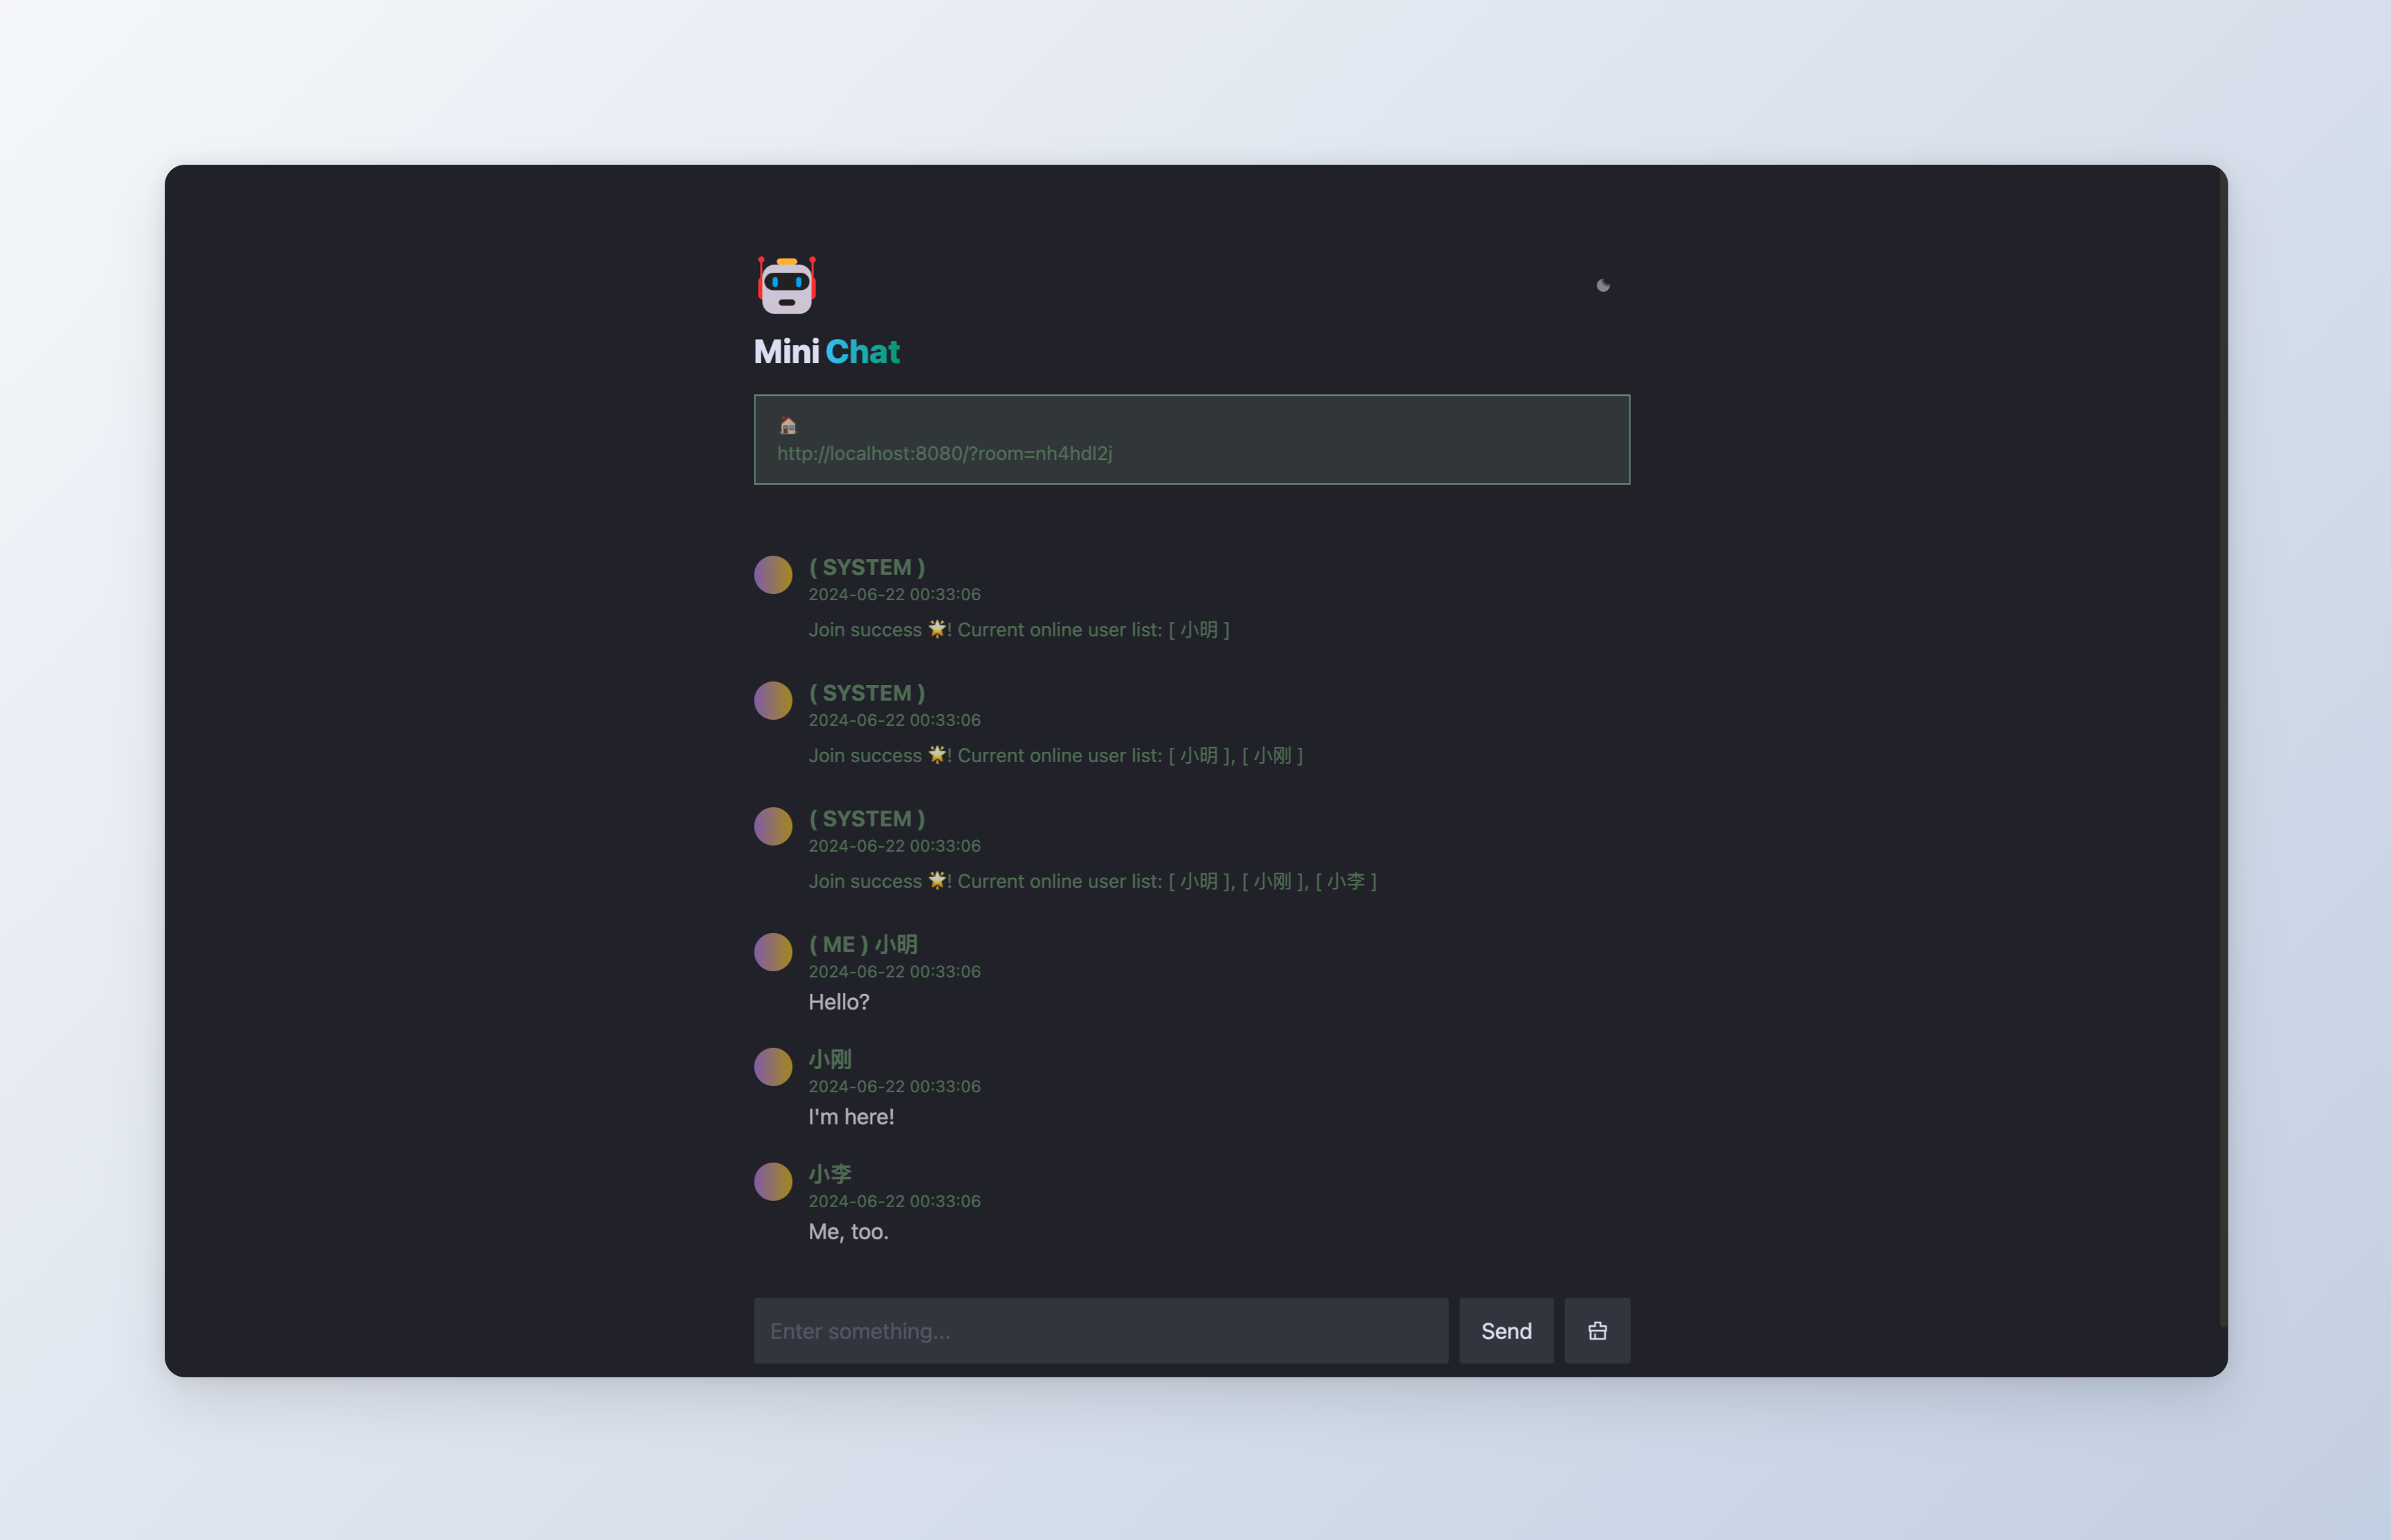 Mini Chat
🏠
http://localhost:8080/?room=nh4hdl2j
( SYSTEM )
2024-06-22 00:33:06
Join success 🌟! Current online user list: [ 小明 ]
( SYSTEM )
2024-06-22 00:33:06
Join success 🌟! Current online user list: [ 小明 ], [ 小刚 ]
( SYSTEM )
2024-06-22 00:33:06
Join success 🌟! Current online user list: [ 小明 ], [ 小刚 ], [ 小李 ]
( ME ) 小明
2024-06-22 00:33:06
Hello?
小刚
2024-06-22 00:33:06
I'm here!
小李
2024-06-22 00:33:06
Me, too.
Enter something...
Send